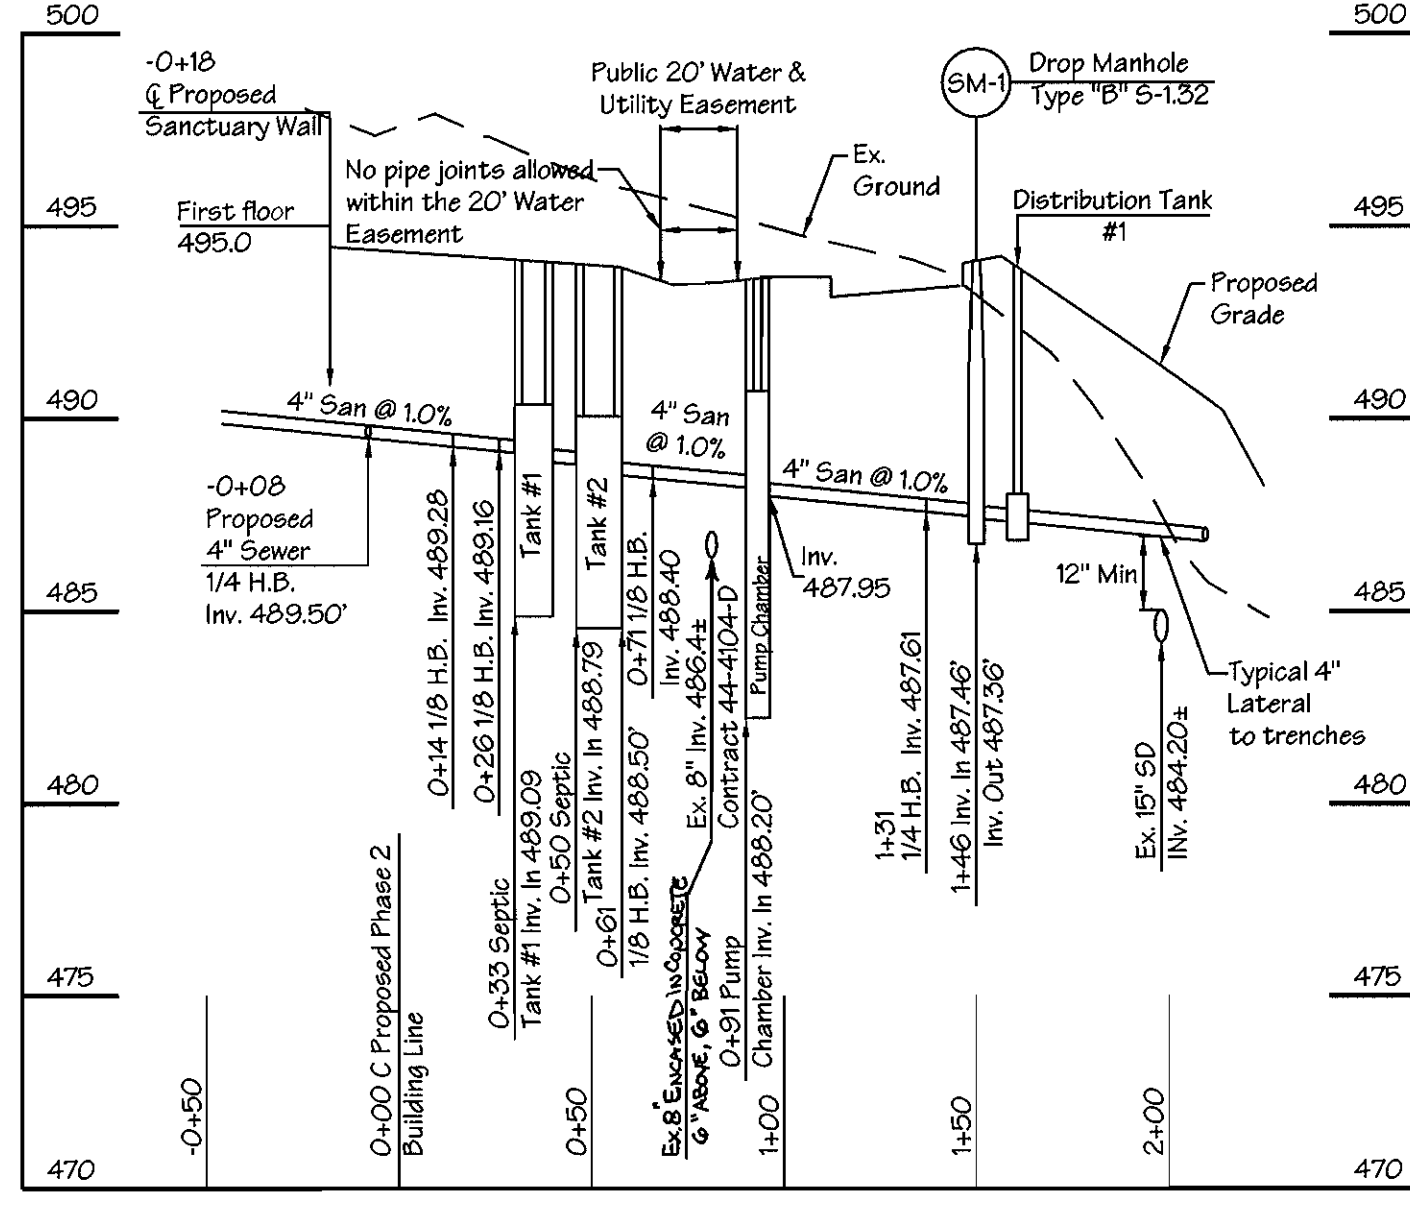 500
500
-0+18
℄ Proposed
Sanctuary Wall
Public 20' Water &
Utility Easement
SM-1
Drop Manhole
Type "B" S-1.32
No pipe joints allowed
within the 20' Water
Easement
Ex.
Ground
495
First floor
495.0
Distribution Tank
#1
495
Proposed
Grade
490
4" San @ 1.0%
4" San
@ 1.0%
4" San @ 1.0%
490
-0+08
Proposed
4" Sewer
1/4 H.B.
Inv. 489.50'
0+14 1/8 H.B. Inv. 489.28
0+26 1/8 H.B. Inv. 489.16
Tank #1
Tank #2
0+71 1/8 H.B.
Inv. 488.40
Pump Chamber
Inv.
487.95
12" Min
485
485
Ex. 8" Inv. 486.4±
Contract 44-4104-D
1+31
1/4 H.B. Inv. 487.61
1+46 Inv. In 487.46'
Inv. Out 487.36'
Ex. 15" SD
INv. 484.20±
Typical 4"
Lateral
to trenches
480
480
0+33 Septic
Tank #1 Inv. In 489.09
0+50 Septic
Tank #2 Inv. In 488.79
0+61
1/8 H.B. Inv. 488.50'
Ex. 8" ENCASED IN CONCRETE
6" ABOVE, 6" BELOW
0+91 Pump
Chamber Inv. In 488.20'
475
475
0+00 C Proposed Phase 2
Building Line
-0+50
0+50
1+00
1+50
2+00
470
470